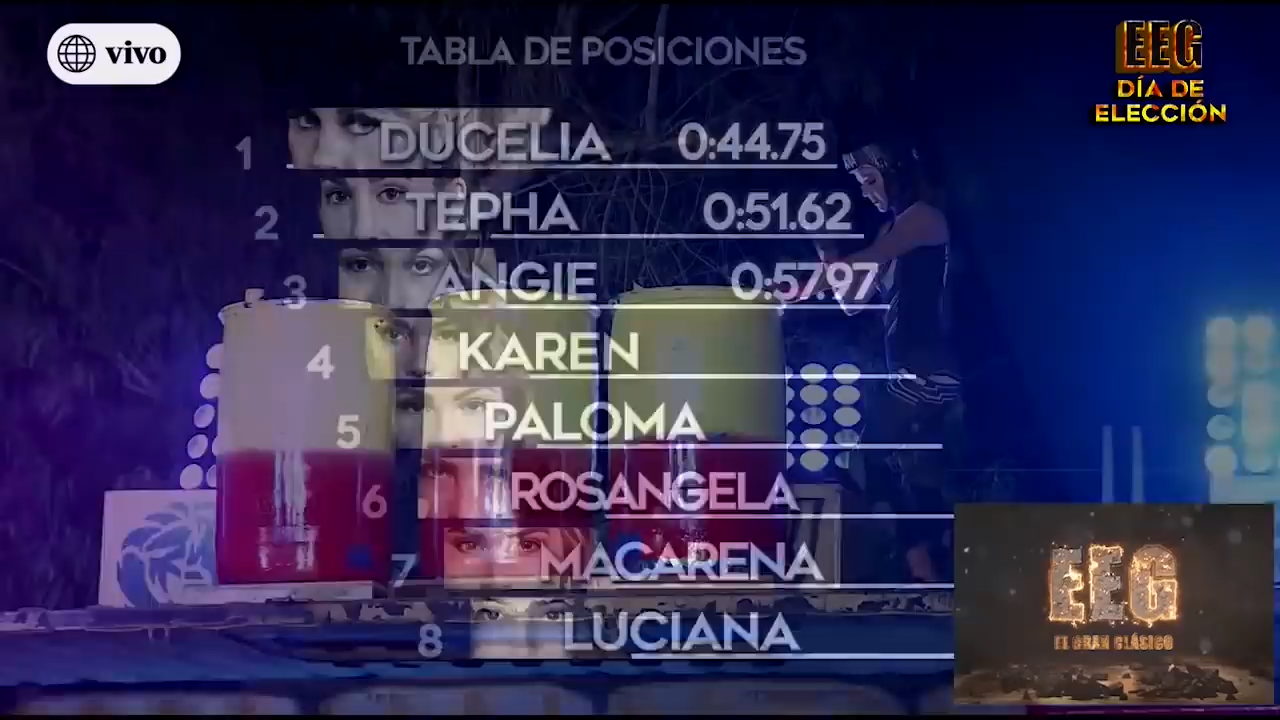 vivo
TABLA DE POSICIONES
EEG
DÍA DE
ELECCIÓN
1 DUCELIA 0:44.75
2 TEPHA 0:51.62
3 ANGIE 0:57.97
4 KAREN
5 PALOMA
6 ROSANGELA
7 MACARENA
8 LUCIANA
EEG
EL GRAN CLÁSICO